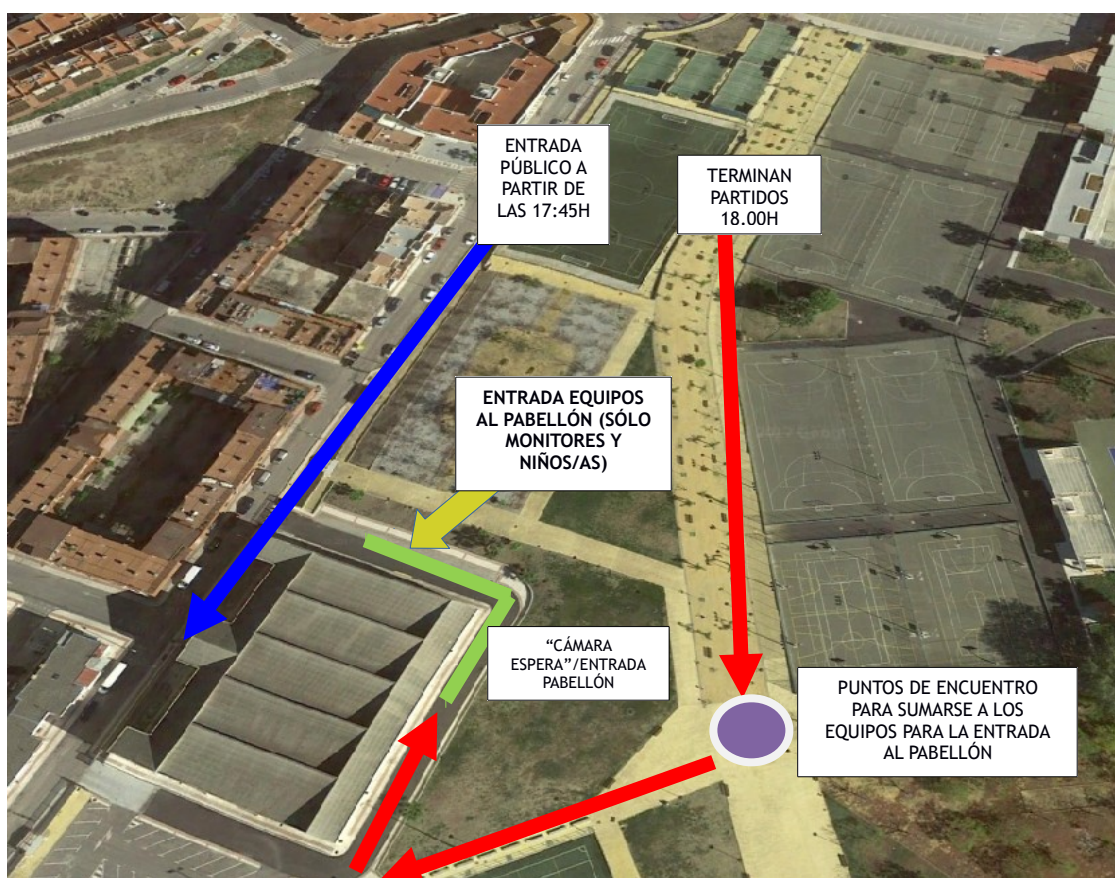 ENTRADA
PÚBLICO A
PARTIR DE
LAS 17:45H
TERMINAN
PARTIDOS
18.00H
ENTRADA EQUIPOS
AL PABELLÓN (SÓLO
MONITORES Y
NIÑOS/AS)
“CÁMARA
ESPERA”/ENTRADA
PABELLÓN
PUNTOS DE ENCUENTRO
PARA SUMARSE A LOS
EQUIPOS PARA LA ENTRADA
AL PABELLÓN